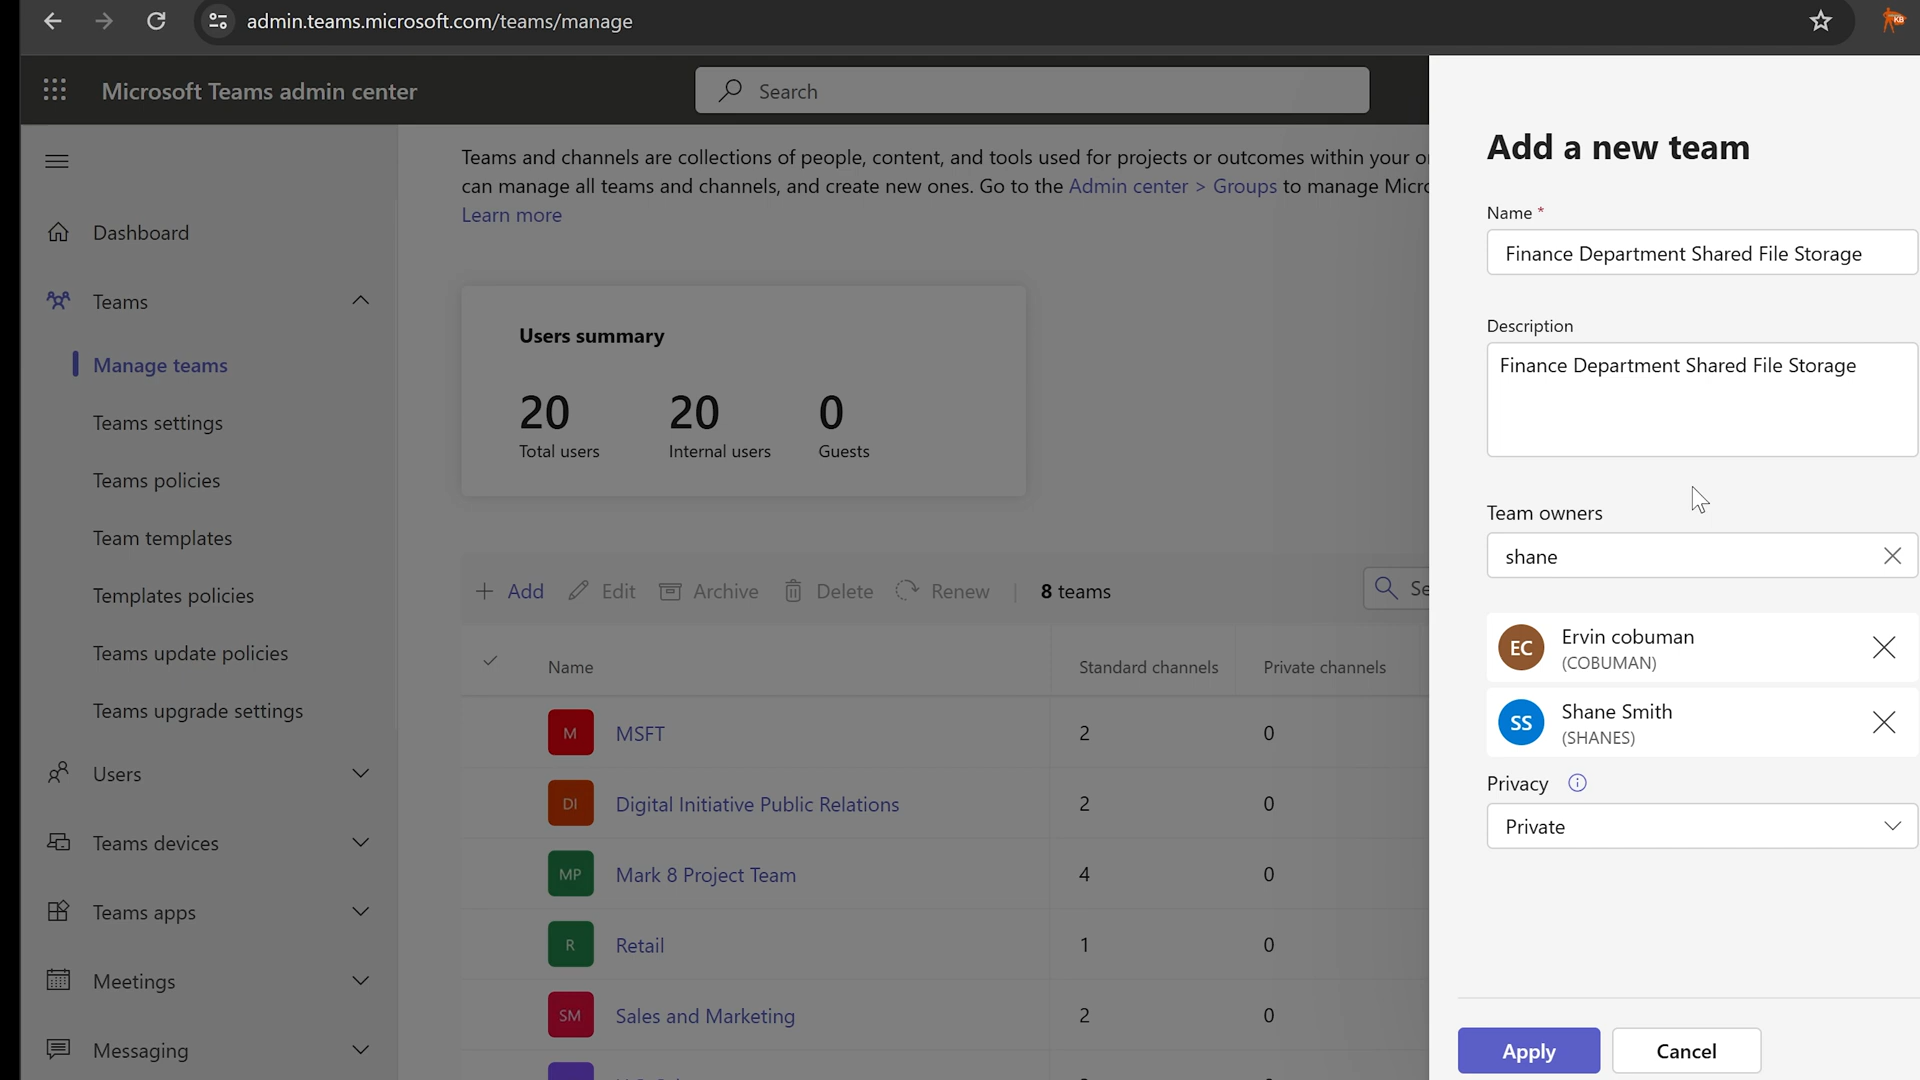 admin.teams.microsoft.com/teams/manage
KB
Microsoft Teams admin center
Search
Dashboard
Teams
Manage teams
Teams settings
Teams policies
Team templates
Templates policies
Teams update policies
Teams upgrade settings
Users
Teams devices
Teams apps
Meetings
Messaging
Teams and channels are collections of people, content, and tools used for projects or outcomes within your
can manage all teams and channels, and create new ones. Go to the Admin center > Groups to manage
Learn more
Users summary
20 20 0
Total users Internal users Guests
+ Add Edit Archive Delete Renew | 8 teams
Name Standard channels Private channels
M MSFT 2 0
DI Digital Initiative Public Relations 2 0
MP Mark 8 Project Team 4 0
R Retail 1 0
SM Sales and Marketing 2 0
Add a new team
Name *
Finance Department Shared File Storage
Description
Finance Department Shared File Storage
Team owners
shane
EC Ervin cobuman
(COBUMAN)
SS Shane Smith
(SHANES)
Privacy
Private
Apply Cancel